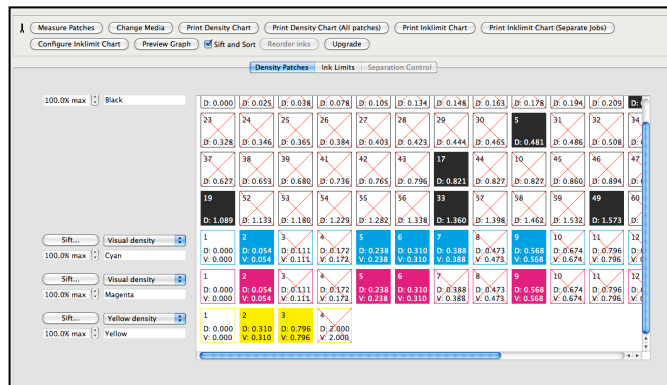 Measure Patches Change Media Print Density Chart Print Density Chart (All patches) Print Inklimit Chart Print Inklimit Chart (Separate Jobs)
Configure Inklimit Chart Preview Graph Sift and Sort Reorder inks Upgrade
Density Patches Ink Limits Separation Control
100.0% max Black
D: 0.000 D: 0.025 D: 0.038 D: 0.078 D: 0.105 D: 0.134 D: 0.148 D: 0.163 D: 0.178 D: 0.194 D: 0.209
23 24 25 26 27 28 29 30 5 31 32 34
D: 0.328 D: 0.346 D: 0.365 D: 0.384 D: 0.403 D: 0.423 D: 0.444 D: 0.465 D: 0.481 D: 0.486 D: 0.508
37 38 39 41 42 43 17 44 10 45 46 47
D: 0.627 D: 0.653 D: 0.680 D: 0.736 D: 0.765 D: 0.796 D: 0.821 D: 0.827 D: 0.827 D: 0.860 D: 0.894
19 52 53 54 55 56 33 57 58 59 49 60
D: 1.089 D: 1.133 D: 1.180 D: 1.229 D: 1.282 D: 1.338 D: 1.360 D: 1.398 D: 1.462 D: 1.532 D: 1.573
Sift... Visual density
100.0% max Cyan
1 2 3 4 5 6 7 8 9 10 11 12
D: 0.000 D: 0.054 D: 0.111 D: 0.172 D: 0.238 D: 0.310 D: 0.388 D: 0.473 D: 0.568 D: 0.674 D: 0.796
V: 0.000 V: 0.054 V: 0.111 V: 0.172 V: 0.238 V: 0.310 V: 0.388 V: 0.473 V: 0.568 V: 0.674 V: 0.796
Sift... Visual density
100.0% max Magenta
1 2 3 4 5 6 7 8 9 10 11 12
D: 0.000 D: 0.054 D: 0.111 D: 0.172 D: 0.238 D: 0.310 D: 0.388 D: 0.473 D: 0.568 D: 0.674 D: 0.796
V: 0.000 V: 0.054 V: 0.111 V: 0.172 V: 0.238 V: 0.310 V: 0.388 V: 0.473 V: 0.568 V: 0.674 V: 0.796
Sift... Yellow density
100.0% max Yellow
1 2 3 4
D: 0.000 D: 0.310 D: 0.796 D: 2.000
V: 0.000 V: 0.310 V: 0.796 V: 2.000